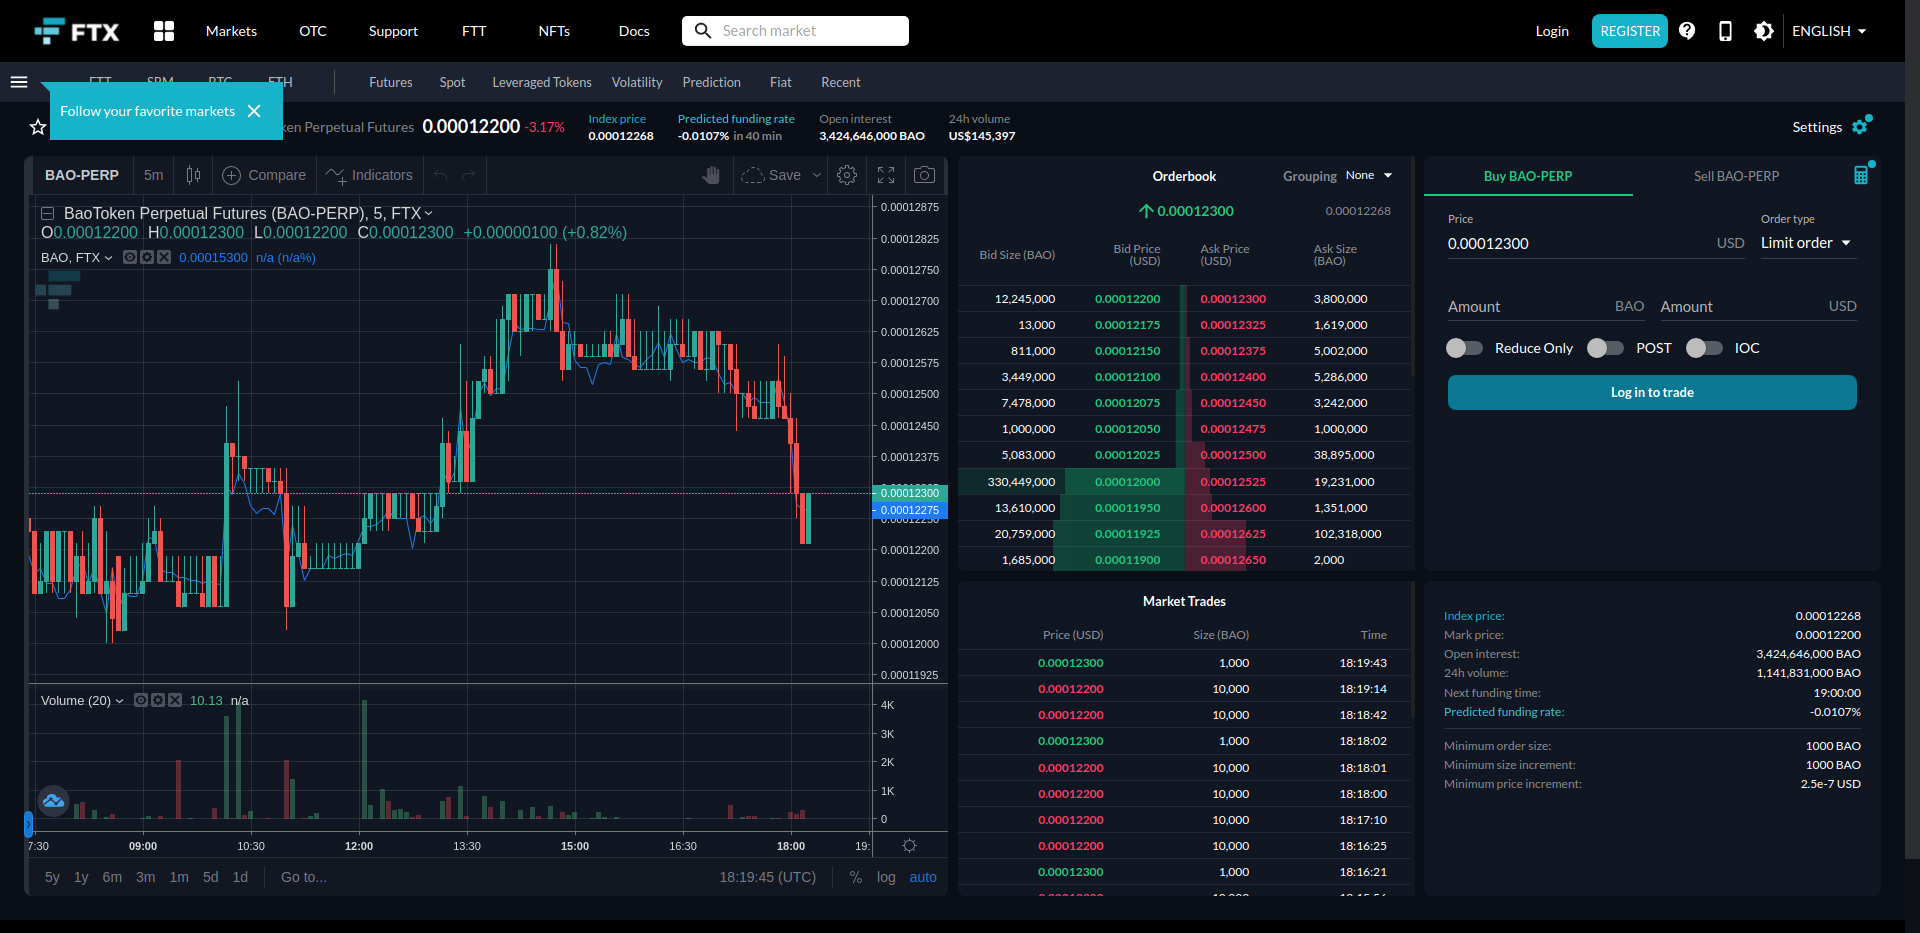 FTX
Markets
OTC
Support
FTT
NFTs
Docs
Search market
Login
REGISTER
ENGLISH
FTT
SRM
BTC
ETH
Futures
Spot
Leveraged Tokens
Volatility
Prediction
Fiat
Recent
Follow your favorite markets
Perpetual Futures
0.00012200 -3.17%
Index price
0.00012268
Predicted funding rate
-0.0107% in 40 min
Open interest
3,424,646,000 BAO
24h volume
US$145,397
Settings
BAO-PERP
5m
Compare
Indicators
Save
BaoToken Perpetual Futures (BAO-PERP), 5, FTX
O0.00012200 H0.00012300 L0.00012200 C0.00012300 +0.00000100 (+0.82%)
BAO, FTX 0.00015300 n/a (n/a%)
0.00012875
0.00012825
0.00012750
0.00012700
0.00012625
0.00012575
0.00012500
0.00012450
0.00012375
0.00012300
0.00012275
0.00012250
0.00012200
0.00012125
0.00012050
0.00012000
0.00011925
Volume (20) 10.13 n/a
4K
3K
2K
1K
0
7:30 09:00 10:30 12:00 13:30 15:00 16:30 18:00 19:
5y 1y 6m 3m 1m 5d 1d Go to... 18:19:45 (UTC) % log auto
Orderbook
Grouping None
0.00012300 0.00012268
Bid Size (BAO)
Bid Price
(USD)
Ask Price
(USD)
Ask Size
(BAO)
12,245,000 0.00012200 0.00012300 3,800,000
13,000 0.00012175 0.00012325 1,619,000
811,000 0.00012150 0.00012375 5,002,000
3,449,000 0.00012100 0.00012400 5,286,000
7,478,000 0.00012075 0.00012450 3,242,000
1,000,000 0.00012050 0.00012475 1,000,000
5,083,000 0.00012025 0.00012500 38,895,000
330,449,000 0.00012000 0.00012525 19,231,000
13,610,000 0.00011950 0.00012600 1,351,000
20,759,000 0.00011925 0.00012625 102,318,000
1,685,000 0.00011900 0.00012650 2,000
Market Trades
Price (USD) Size (BAO) Time
0.00012300 1,000 18:19:43
0.00012200 10,000 18:19:14
0.00012200 10,000 18:18:42
0.00012300 1,000 18:18:02
0.00012200 10,000 18:18:01
0.00012200 10,000 18:18:00
0.00012200 10,000 18:17:10
0.00012200 10,000 18:16:25
0.00012300 1,000 18:16:21
Buy BAO-PERP
Sell BAO-PERP
Price
0.00012300 USD
Order type
Limit order
Amount BAO
Amount USD
Reduce Only
POST
IOC
Log in to trade
Index price: 0.00012268
Mark price: 0.00012200
Open interest: 3,424,646,000 BAO
24h volume: 1,141,831,000 BAO
Next funding time: 19:00:00
Predicted funding rate: -0.0107%
Minimum order size: 1000 BAO
Minimum size increment: 1000 BAO
Minimum price increment: 2.5e-7 USD